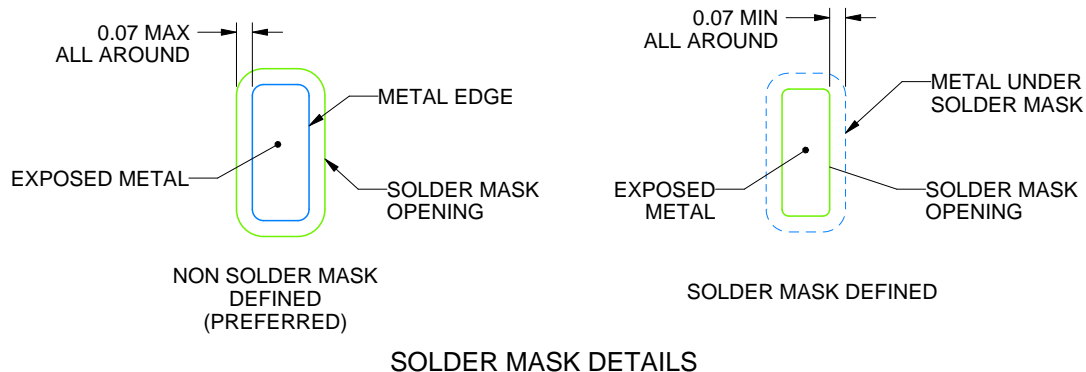 0.07 MAX
ALL AROUND
METAL EDGE
EXPOSED METAL
SOLDER MASK
OPENING
NON SOLDER MASK
DEFINED
(PREFERRED)
0.07 MIN
ALL AROUND
METAL UNDER
SOLDER MASK
EXPOSED
METAL
SOLDER MASK
OPENING
SOLDER MASK DEFINED
SOLDER MASK DETAILS